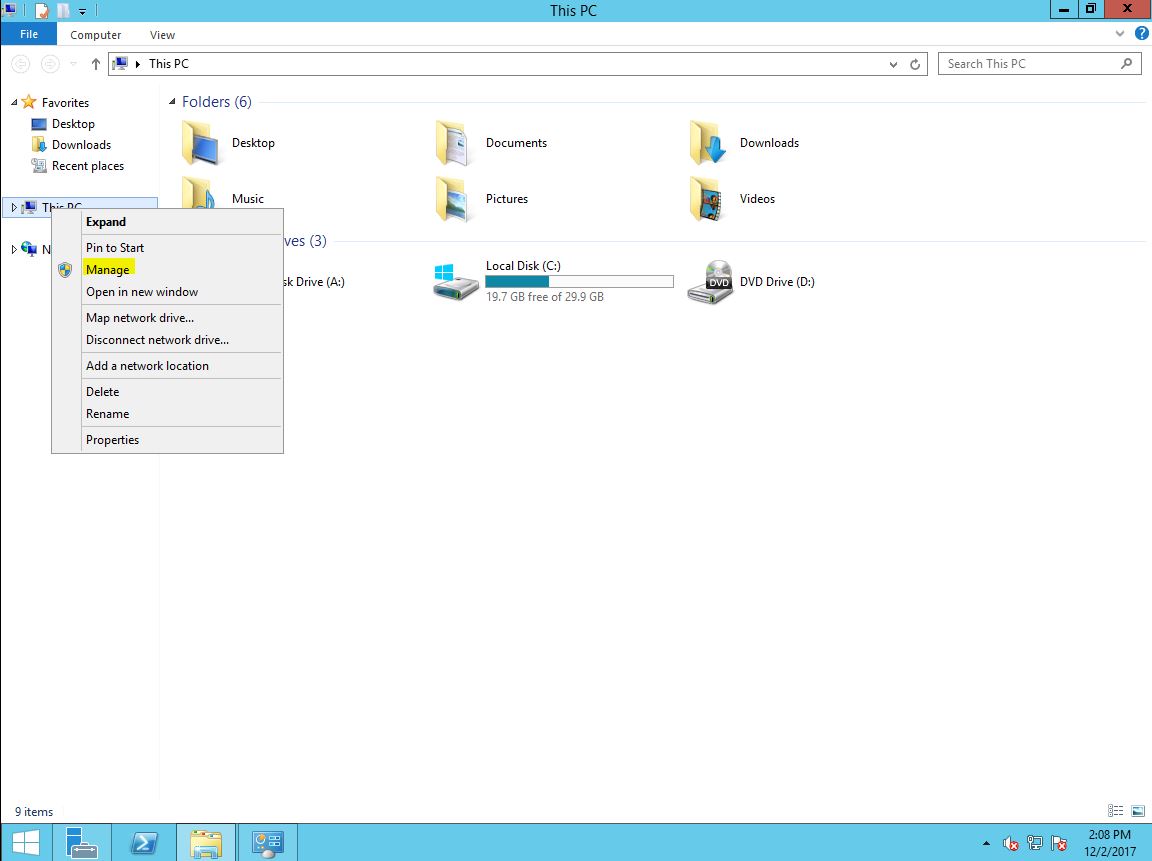 This PC
File Computer View
This PC
Search This PC
Favorites
Desktop
Downloads
Recent places
This PC
Folders (6)
Desktop
Documents
Downloads
Music
Pictures
Videos
(3)
Drive (A:)
Local Disk (C:)
19.7 GB free of 29.9 GB
DVD
DVD Drive (D:)
Expand
Pin to Start
Manage
Open in new window
Map network drive...
Disconnect network drive...
Add a network location
Delete
Rename
Properties
9 items
2:08 PM
12/2/2017